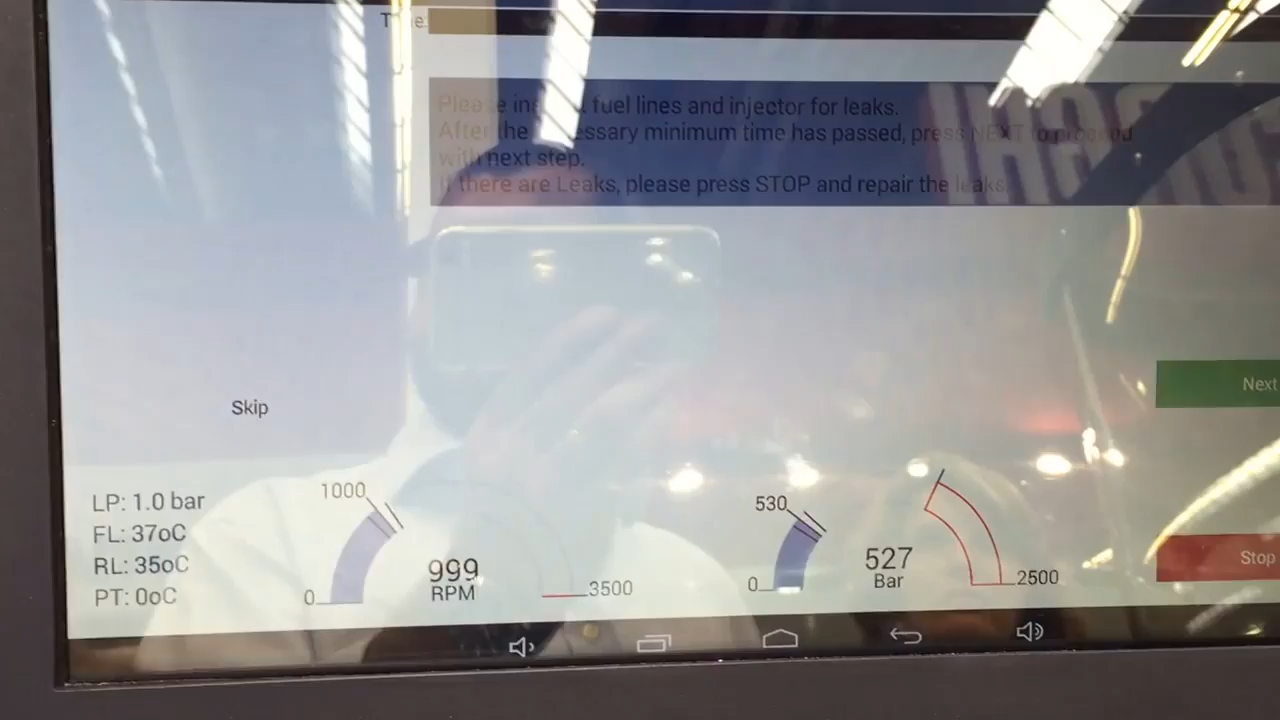 Time
Please inspect fuel lines and injector for leaks.
After the necessary minimum time has passed, press NEXT to proceed
with next step.
If there are Leaks, please press STOP and repair the leaks.
Next
Skip
LP: 1.0 bar
FL: 37oC
RL: 35oC
PT: 0oC
1000
0
999
RPM
3500
530
0
527
Bar
2500
Stop